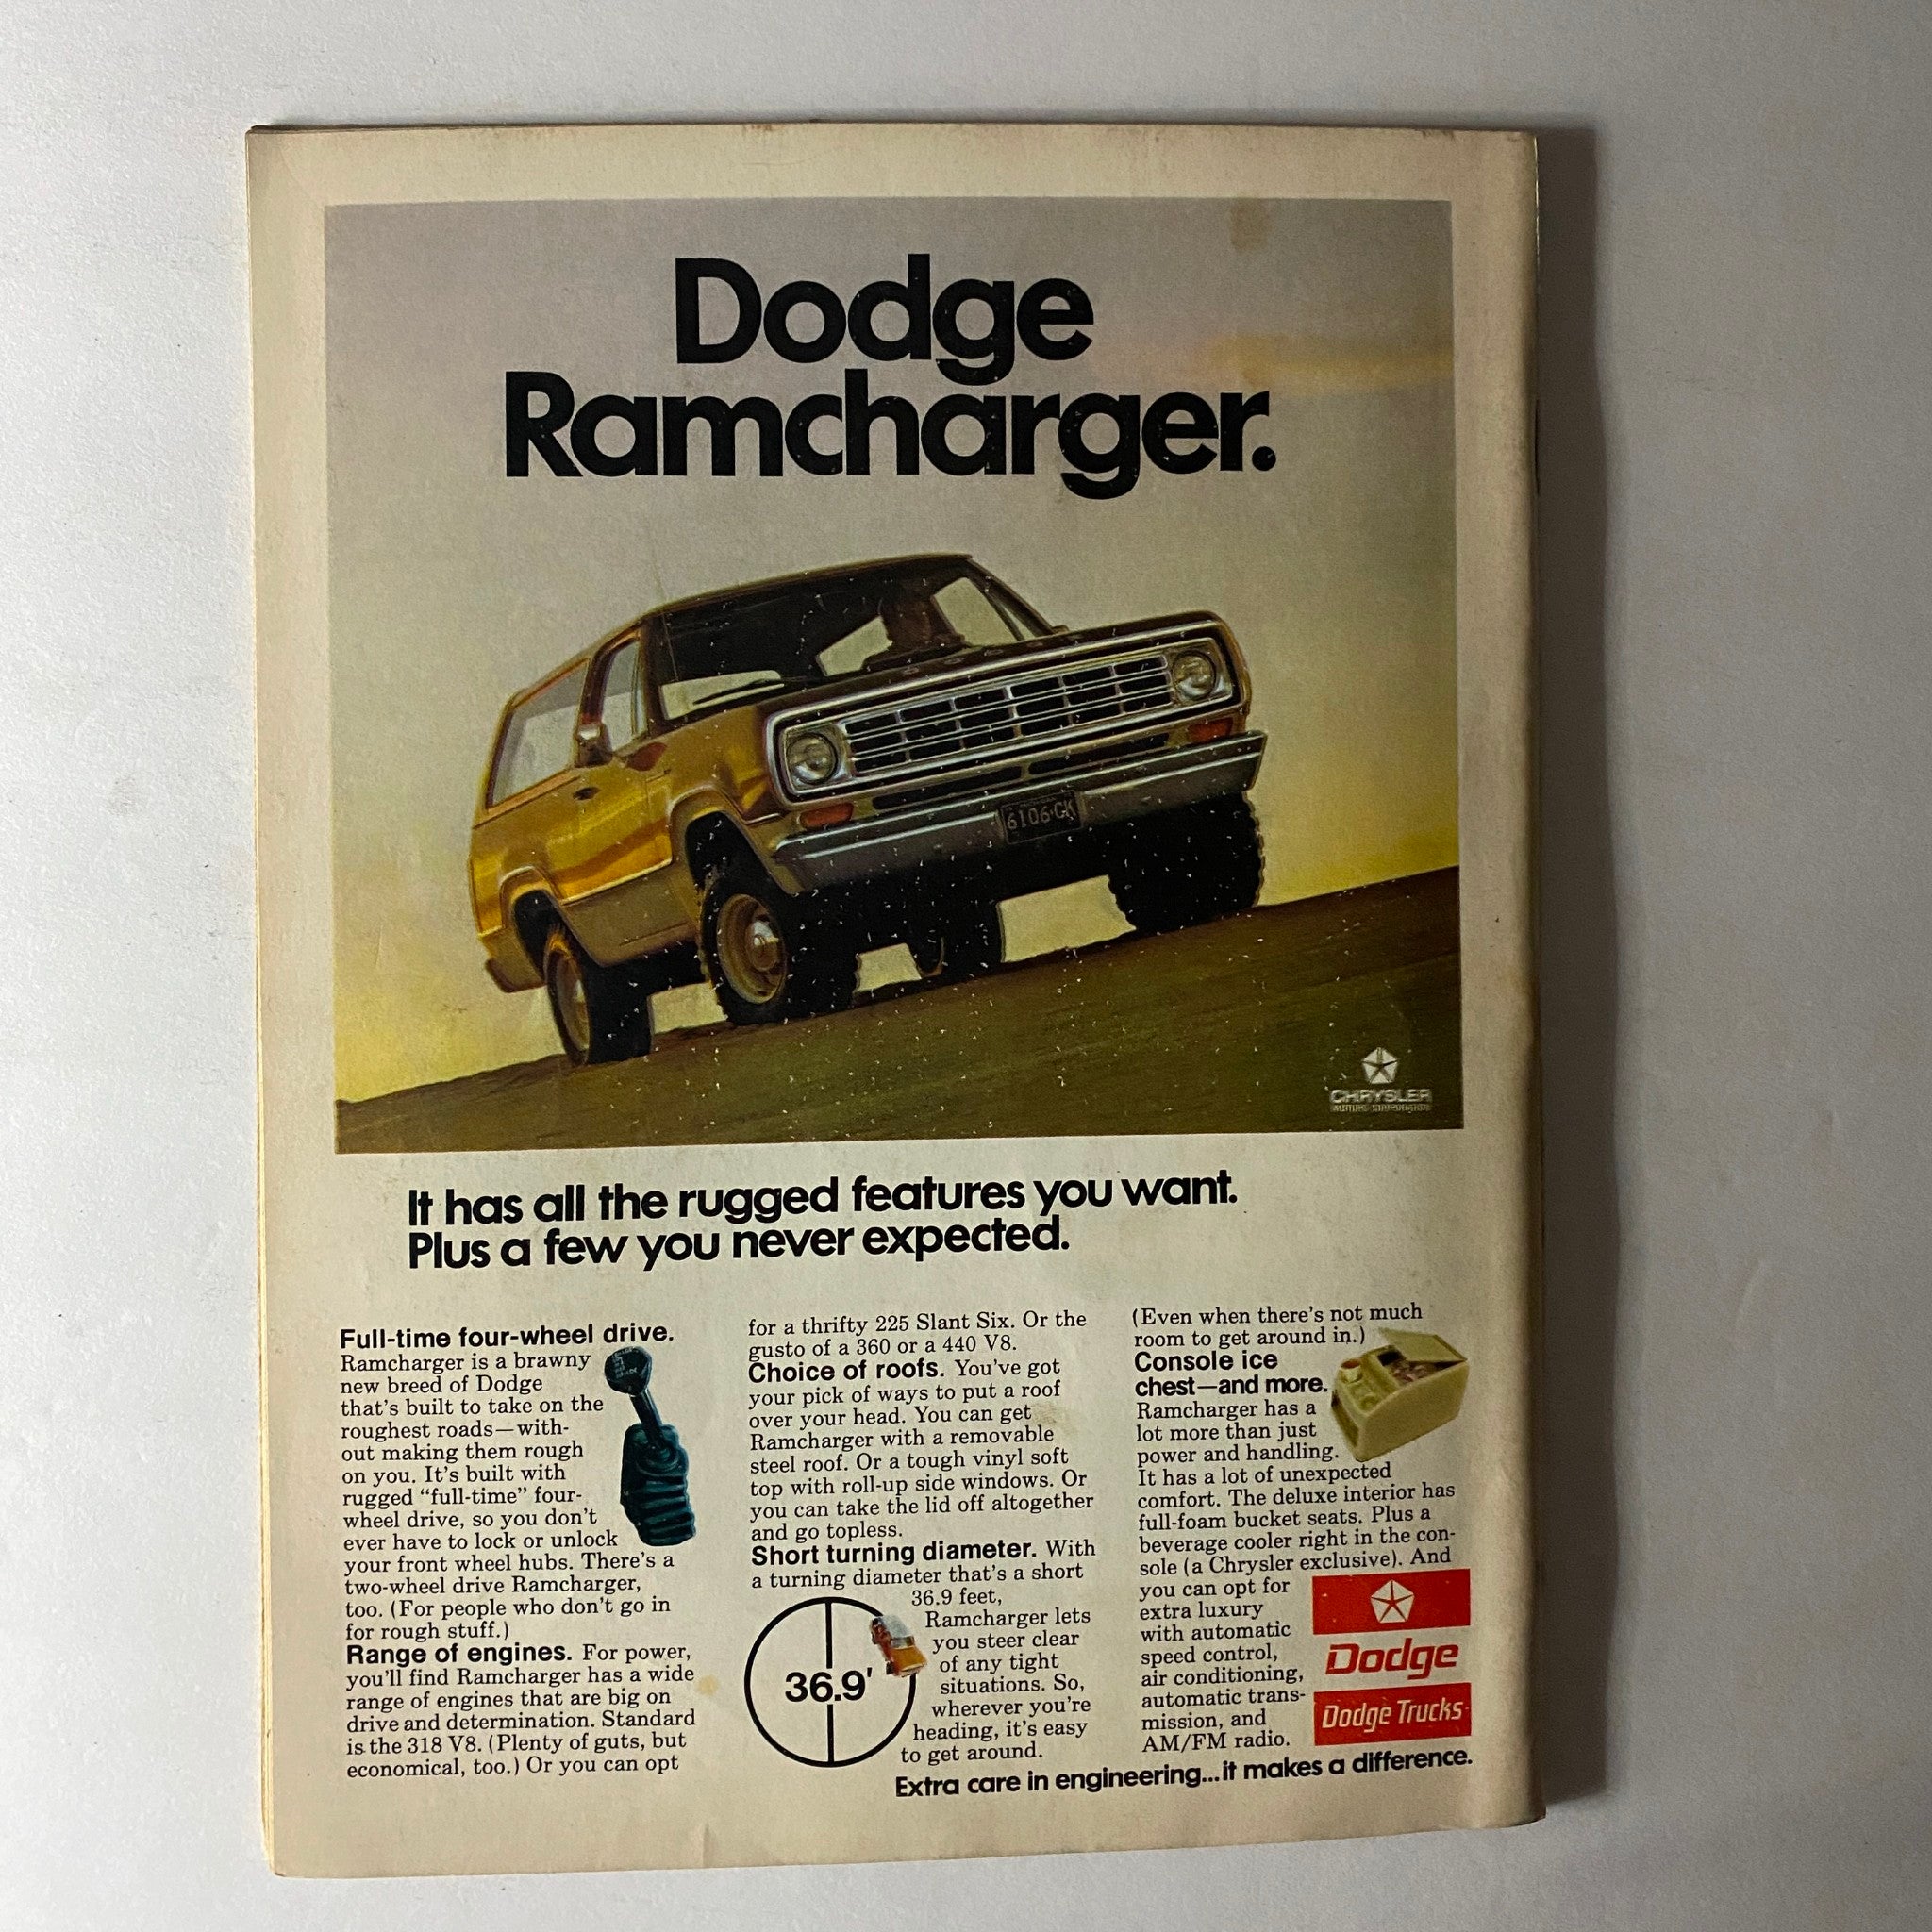 Dodge
Ramcharger.
DODGE
6106·CK
CHRYSLER
MOTORS CORPORATION
It has all the rugged features you want.
Plus a few you never expected.
Full-time four-wheel drive.
Ramcharger is a brawny
new breed of Dodge
that's built to take on the
roughest roads—with-
out making them rough
on you. It's built with
rugged “full-time” four-
wheel drive, so you don't
ever have to lock or unlock
your front wheel hubs. There's a
two-wheel drive Ramcharger,
too. (For people who don't go in
for rough stuff.)
Range of engines. For power,
you'll find Ramcharger has a wide
range of engines that are big on
drive and determination. Standard
is the 318 V8. (Plenty of guts, but
economical, too.) Or you can opt
for a thrifty 225 Slant Six. Or the
gusto of a 360 or a 440 V8.
Choice of roofs. You've got
your pick of ways to put a roof
over your head. You can get
Ramcharger with a removable
steel roof. Or a tough vinyl soft
top with roll-up side windows. Or
you can take the lid off altogether
and go topless.
Short turning diameter. With
a turning diameter that's a short
36.9 feet,
Ramcharger lets
you steer clear
of any tight
situations. So,
wherever you're
heading, it's easy
to get around.
36.9'
(Even when there's not much
room to get around in.)
Console ice
chest—and more.
Ramcharger has a
lot more than just
power and handling.
It has a lot of unexpected
comfort. The deluxe interior has
full-foam bucket seats. Plus a
beverage cooler right in the con-
sole (a Chrysler exclusive). And
you can opt for
extra luxury
with automatic
speed control,
air conditioning,
automatic trans-
mission, and
AM/FM radio.
Dodge
Dodge Trucks
Extra care in engineering...it makes a difference.